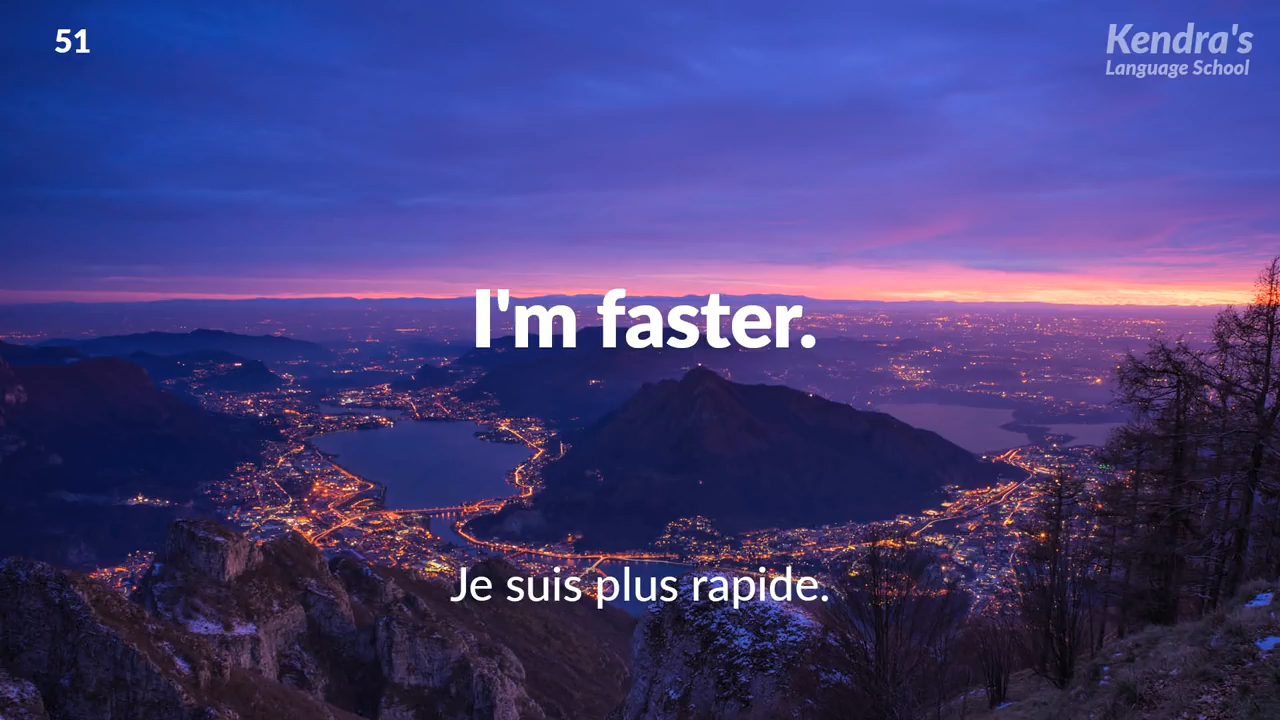 51
Kendra's
Language School
I'm faster.
Je suis plus rapide.